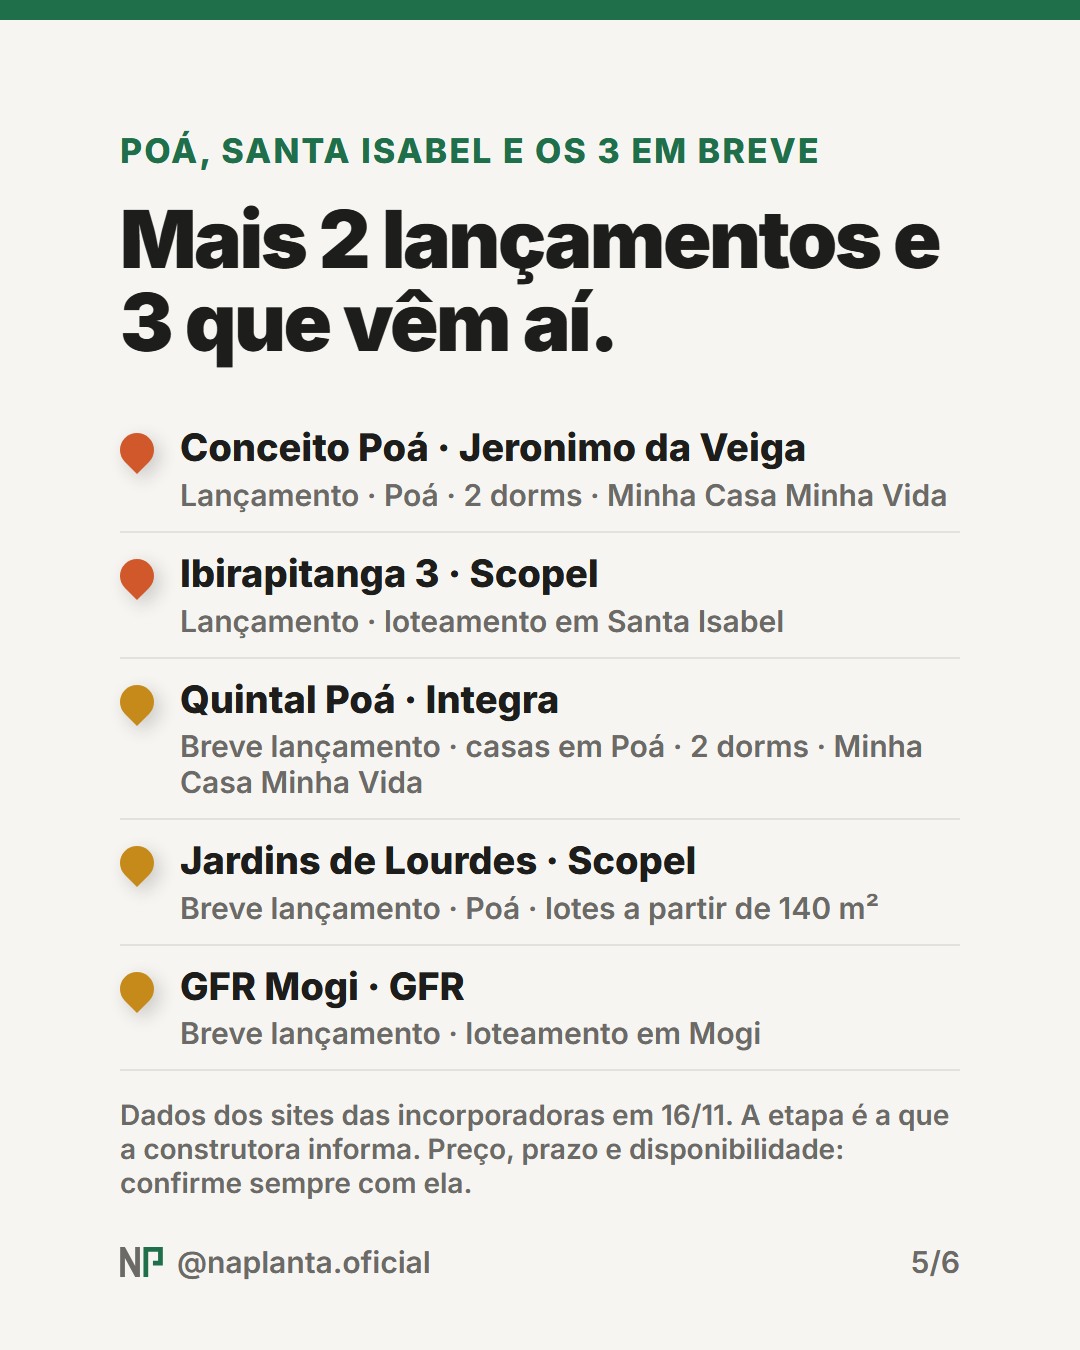 POÁ, SANTA ISABEL E OS 3 EM BREVE
Mais 2 lançamentos e
3 que vêm aí.
Conceito Poá · Jeronimo da Veiga
Lançamento · Poá · 2 dorms · Minha Casa Minha Vida
Ibirapitanga 3 · Scopel
Lançamento · loteamento em Santa Isabel
Quintal Poá · Integra
Breve lançamento · casas em Poá · 2 dorms · Minha
Casa Minha Vida
Jardins de Lourdes · Scopel
Breve lançamento · Poá · lotes a partir de 140 m²
GFR Mogi · GFR
Breve lançamento · loteamento em Mogi
Dados dos sites das incorporadoras em 16/11. A etapa é a que
a construtora informa. Preço, prazo e disponibilidade:
confirme sempre com ela.
NP @naplanta.oficial
5/6